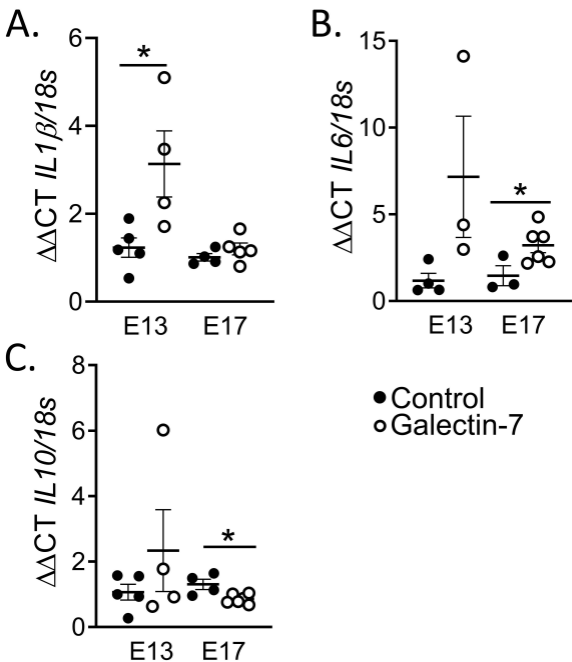 A.
B.
6
4
2
0
ΔΔCT IL1β/18s
*
E13 E17
15
10
5
0
ΔΔCT IL6/18s
*
E13 E17
C.
8
6
4
2
0
ΔΔCT IL10/18s
*
E13 E17
Control
Galectin-7